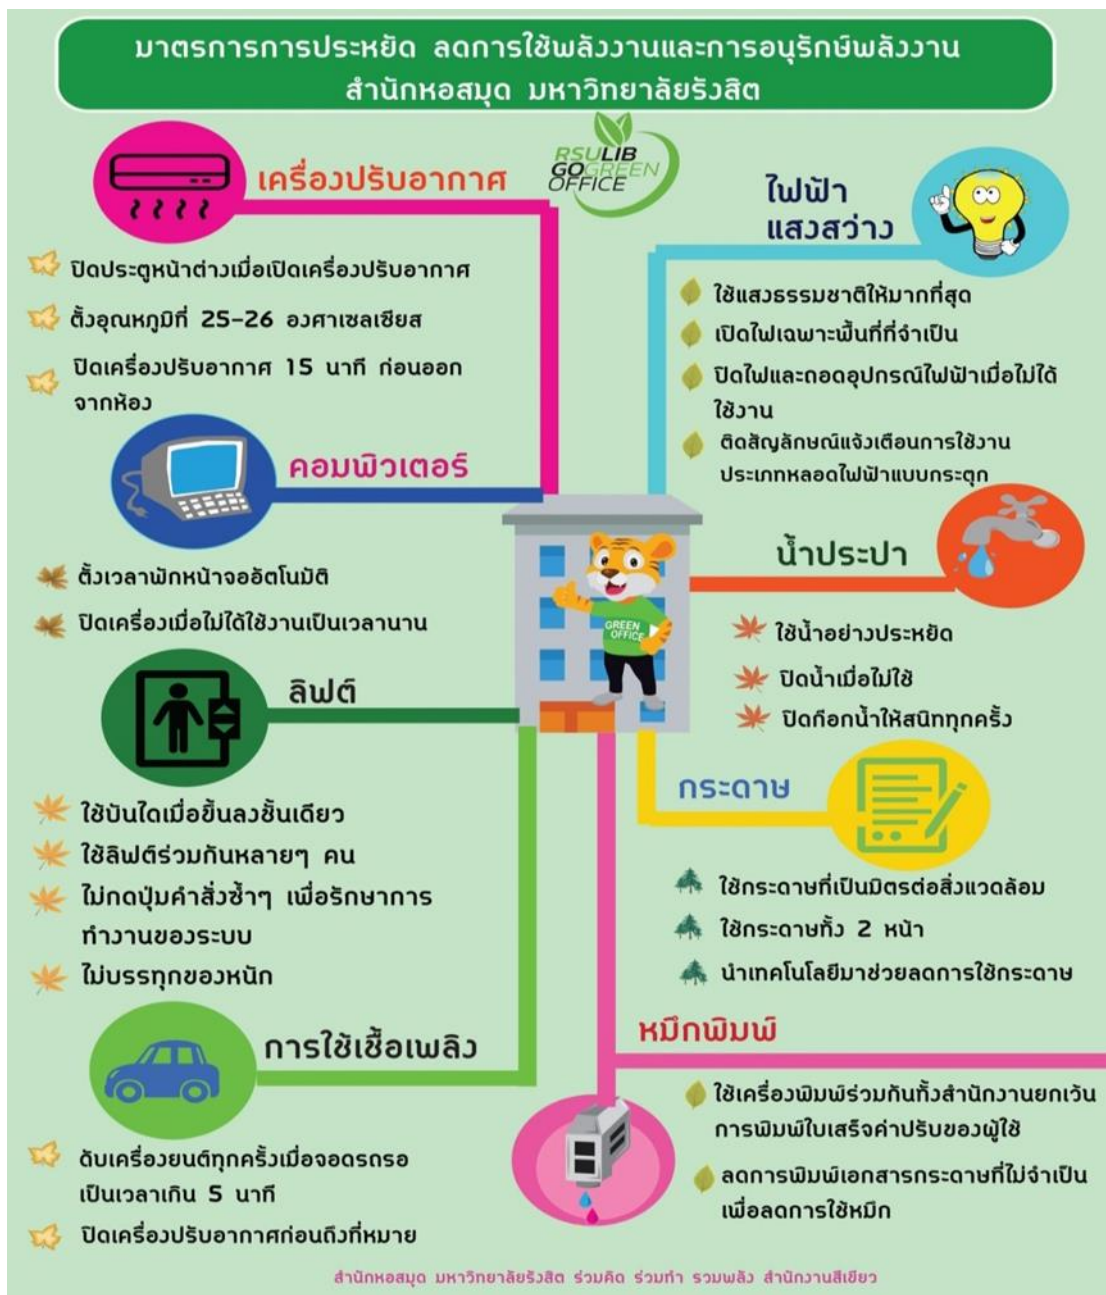 มาตรการการประหยัด ลดการใช้พลังงานและการอนุรักษ์พลังงาน
สำนักหอสมุด มหาวิทยาลัยรังสิต
RSULIB
GOGREEN
OFFICE
เครื่องปรับอากาศ
ปิดประตูหน้าต่างเมื่อเปิดเครื่องปรับอากาศ
ตั้งอุณหภูมิที่ 25-26 องศาเซลเซียส
ปิดเครื่องปรับอากาศ 15 นาที ก่อนออก
จากห้อง
ไฟฟ้า
แสงสว่าง
ใช้แสงธรรมชาติให้มากที่สุด
เปิดไฟเฉพาะพื้นที่ที่จำเป็น
ปิดไฟและถอดอุปกรณ์ไฟฟ้าเมื่อไม่ได้
ใช้งาน
ติดสัญลักษณ์แจ้งเตือนการใช้งาน
ประเภทหลอดไฟฟ้าแบบกระตุก
คอมพิวเตอร์
ตั้งเวลาพักหน้าจออัตโนมัติ
ปิดเครื่องเมื่อไม่ได้ใช้งานเป็นเวลานาน
น้ำประปา
ใช้น้ำอย่างประหยัด
ปิดน้ำเมื่อไม่ใช้
ปิดก๊อกน้ำให้สนิททุกครั้ง
GREEN
OFFICE
ลิฟต์
ใช้บันใดเมื่อขึ้นลงชั้นเดียว
ใช้ลิฟต์ร่วมกันหลายๆ คน
ไม่กดปุ่มคำสั่งซ้ำๆ เพื่อรักษาการ
ทำงานของระบบ
ไม่บรรทุกของหนัก
กระดาษ
ใช้กระดาษที่เป็นมิตรต่อสิ่งแวดล้อม
ใช้กระดาษทั้ง 2 หน้า
นำเทคโนโลยีมาช่วยลดการใช้กระดาษ
การใช้เชื้อเพลิง
ดับเครื่องยนต์ทุกครั้งเมื่อจอดรถรอ
เป็นเวลาเกิน 5 นาที
ปิดเครื่องปรับอากาศก่อนถึงที่หมาย
หมึกพิมพ์
ใช้เครื่องพิมพ์ร่วมกันทั้งสำนักงานยกเว้น
การพิมพ์ใบเสร็จค่าปรับของผู้ใช้
ลดการพิมพ์เอกสารกระดาษที่ไม่จำเป็น
เพื่อลดการใช้หมึก
สำนักหอสมุด มหาวิทยาลัยรังสิต ร่วมคิด ร่วมทำ รวมพลัง สำนักงานสีเขียว